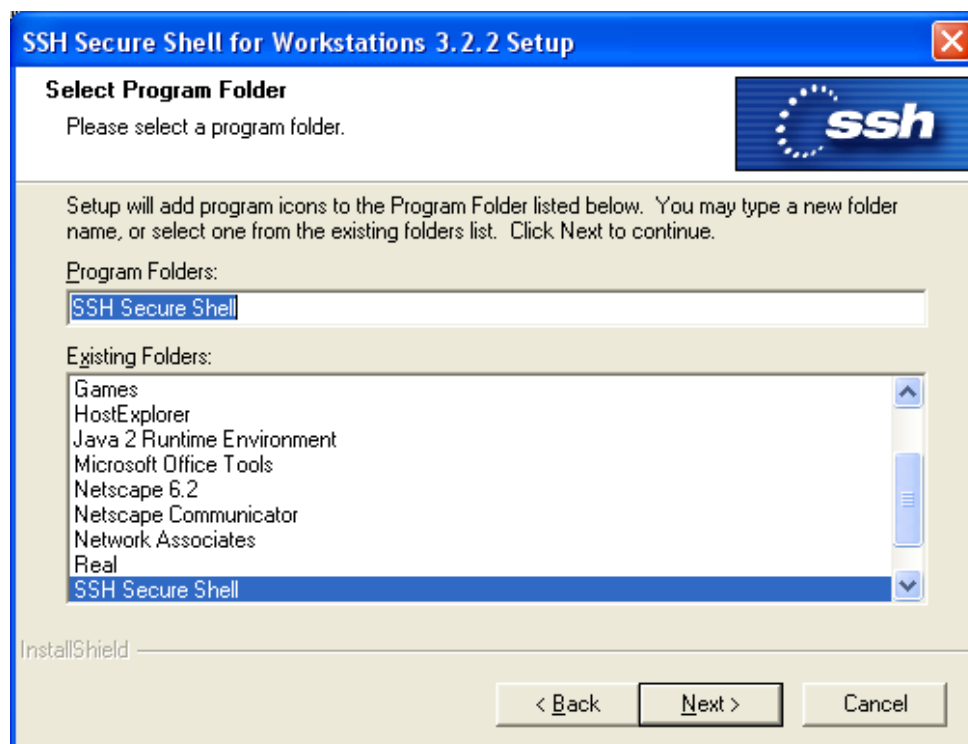 SSH Secure Shell for Workstations 3.2.2 Setup
Select Program Folder
Please select a program folder.
ssh
Setup will add program icons to the Program Folder listed below.  You may type a new folder
name, or select one from the existing folders list.  Click Next to continue.
Program Folders:
SSH Secure Shell
Existing Folders:
Games
HostExplorer
Java 2 Runtime Environment
Microsoft Office Tools
Netscape 6.2
Netscape Communicator
Network Associates
Real
SSH Secure Shell
InstallShield
< Back Next > Cancel